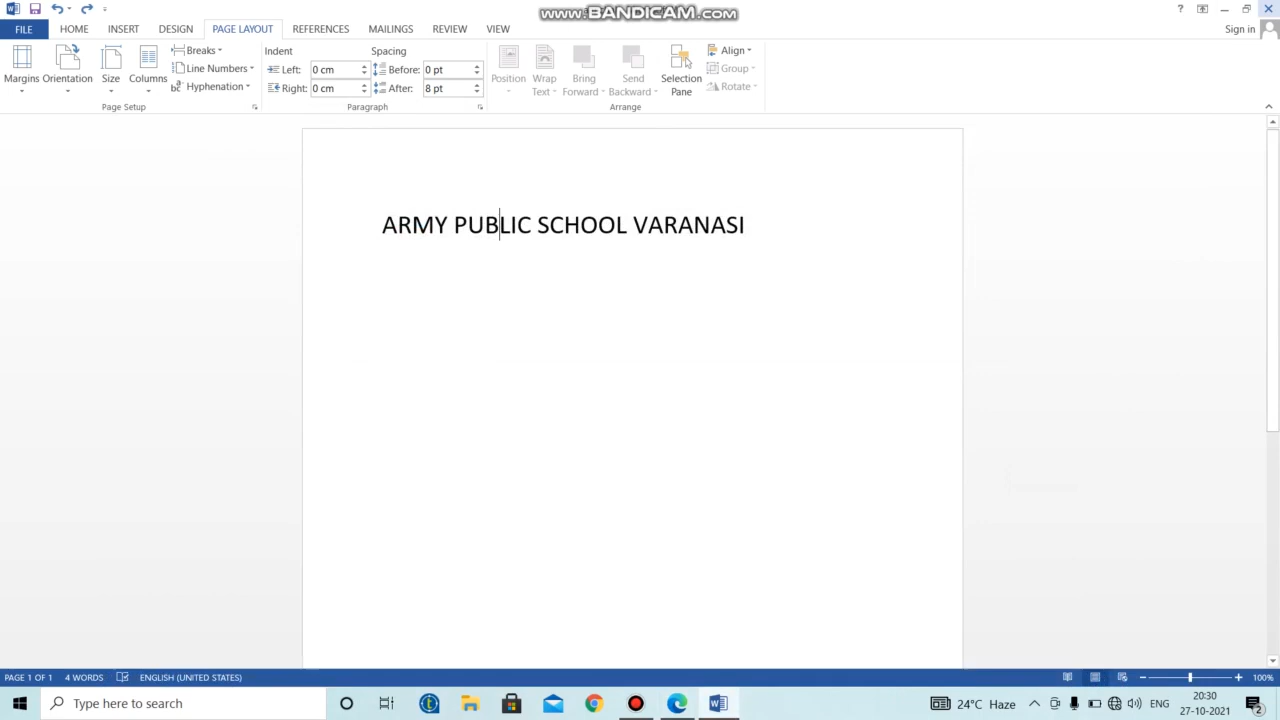 www.BANDICAM.com
?
Sign in
FILE HOME INSERT DESIGN PAGE LAYOUT REFERENCES MAILINGS REVIEW VIEW
Margins Orientation Size Columns
Breaks
Line Numbers
Hyphenation
Page Setup
Indent
Left: 0 cm
Right: 0 cm
Spacing
Before: 0 pt
After: 8 pt
Paragraph
Position
Wrap Text
Bring Forward
Send Backward
Selection Pane
Align
Group
Rotate
Arrange
ARMY PUBLIC SCHOOL VARANASI
PAGE 1 OF 1 4 WORDS ENGLISH (UNITED STATES) 100%
Type here to search
24°C Haze
ENG
20:30
27-10-2021
2